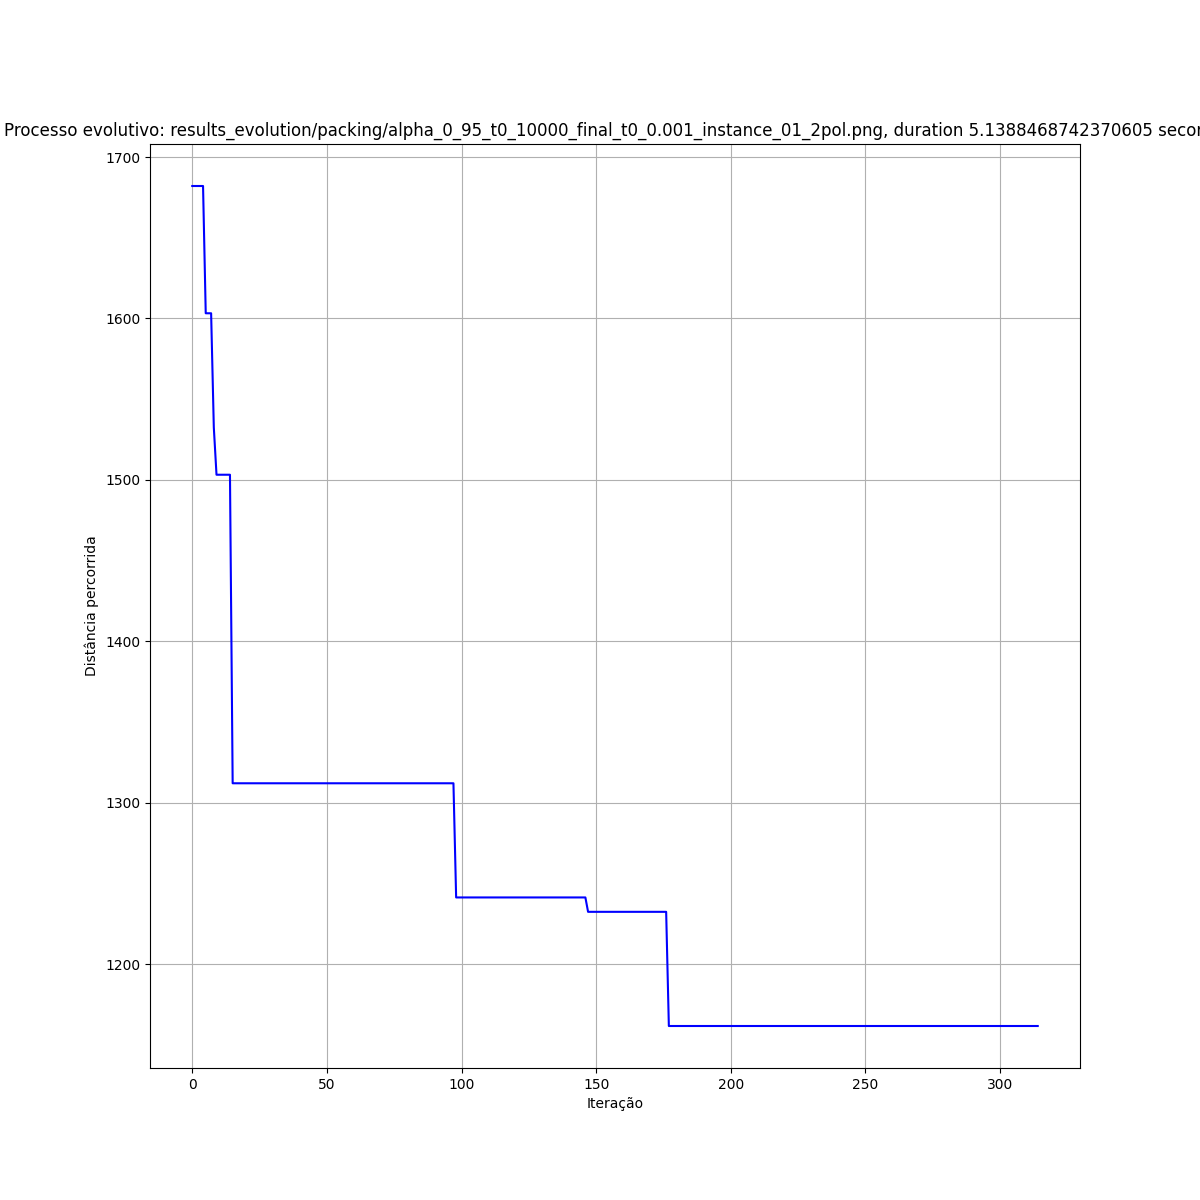 Processo evolutivo: results_evolution/packing/alpha_0_95_t0_10000_final_t0_0.001_instance_01_2pol.png, duration 5.1388468742370605
1700
1600
1500
1400
1300
1200
Distância percorrida
0 50 100 150 200 250 300
Iteração